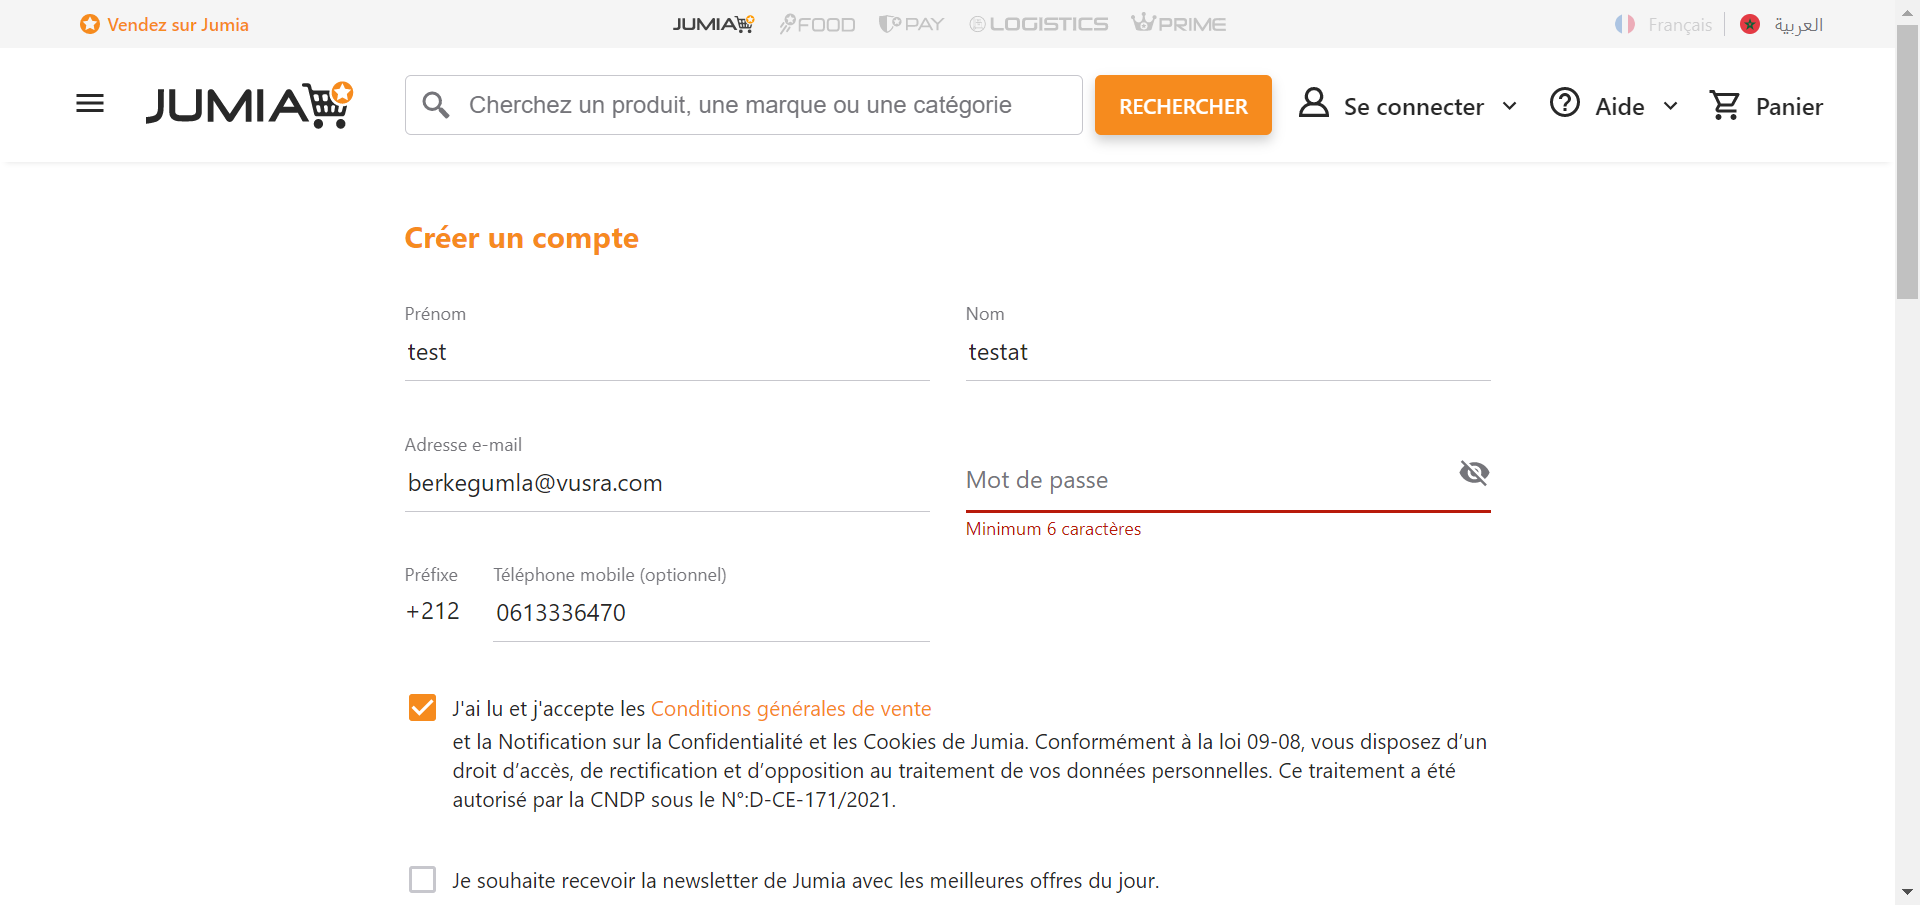 Vendez sur Jumia
JUMIA FOOD PAY LOGISTICS PRIME
Français العربية
JUMIA
Cherchez un produit, une marque ou une catégorie
RECHERCHER
Se connecter
Aide
Panier
Créer un compte
Prénom
test
Nom
testat
Adresse e-mail
berkegumla@vusra.com
Mot de passe
Minimum 6 caractères
Préfixe
+212
Téléphone mobile (optionnel)
0613336470
J'ai lu et j'accepte les Conditions générales de vente
et la Notification sur la Confidentialité et les Cookies de Jumia. Conformément à la loi 09-08, vous disposez d’un
droit d’accès, de rectification et d’opposition au traitement de vos données personnelles. Ce traitement a été
autorisé par la CNDP sous le N°:D-CE-171/2021.
Je souhaite recevoir la newsletter de Jumia avec les meilleures offres du jour.